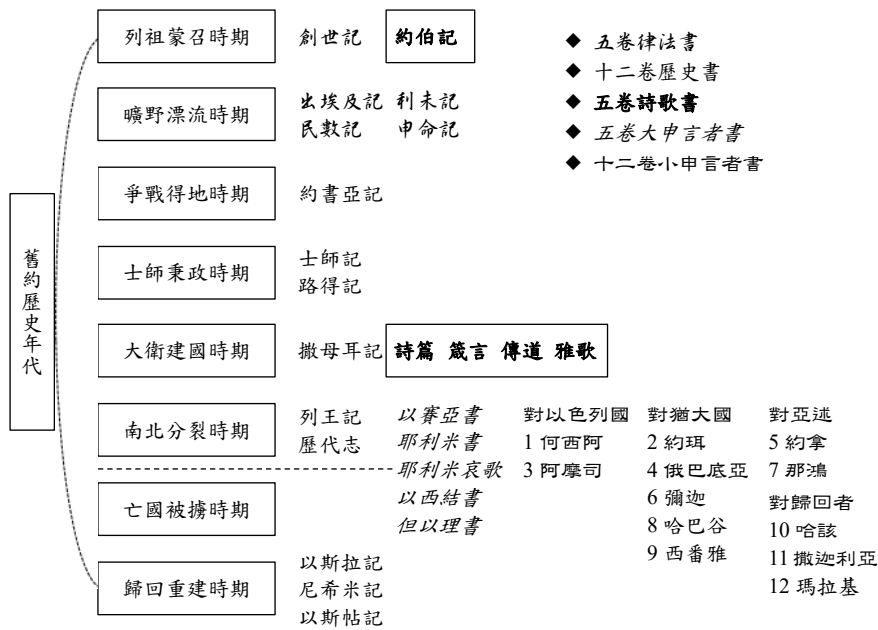 舊約歷史年代
列祖蒙召時期
創世記
約伯記
曠野漂流時期
出埃及記 利未記
民數記 申命記
爭戰得地時期
約書亞記
士師秉政時期
士師記
路得記
大衛建國時期
撒母耳記
詩篇 箴言 傳道 雅歌
南北分裂時期
列王記
歷代志
亡國被擄時期
歸回重建時期
以斯拉記
尼希米記
以斯帖記
以賽亞書
耶利米書
耶利米哀歌
以西結書
但以理書
對以色列國
1 何西阿
3 阿摩司
對猶大國
2 約珥
4 俄巴底亞
6 彌迦
8 哈巴谷
9 西番雅
對亞述
5 約拿
7 那鴻
對歸回者
10 哈該
11 撒迦利亞
12 瑪拉基
◆ 五卷律法書
◆ 十二卷歷史書
◆ 五卷詩歌書
◆ 五卷大申言者書
◆ 十二卷小申言者書